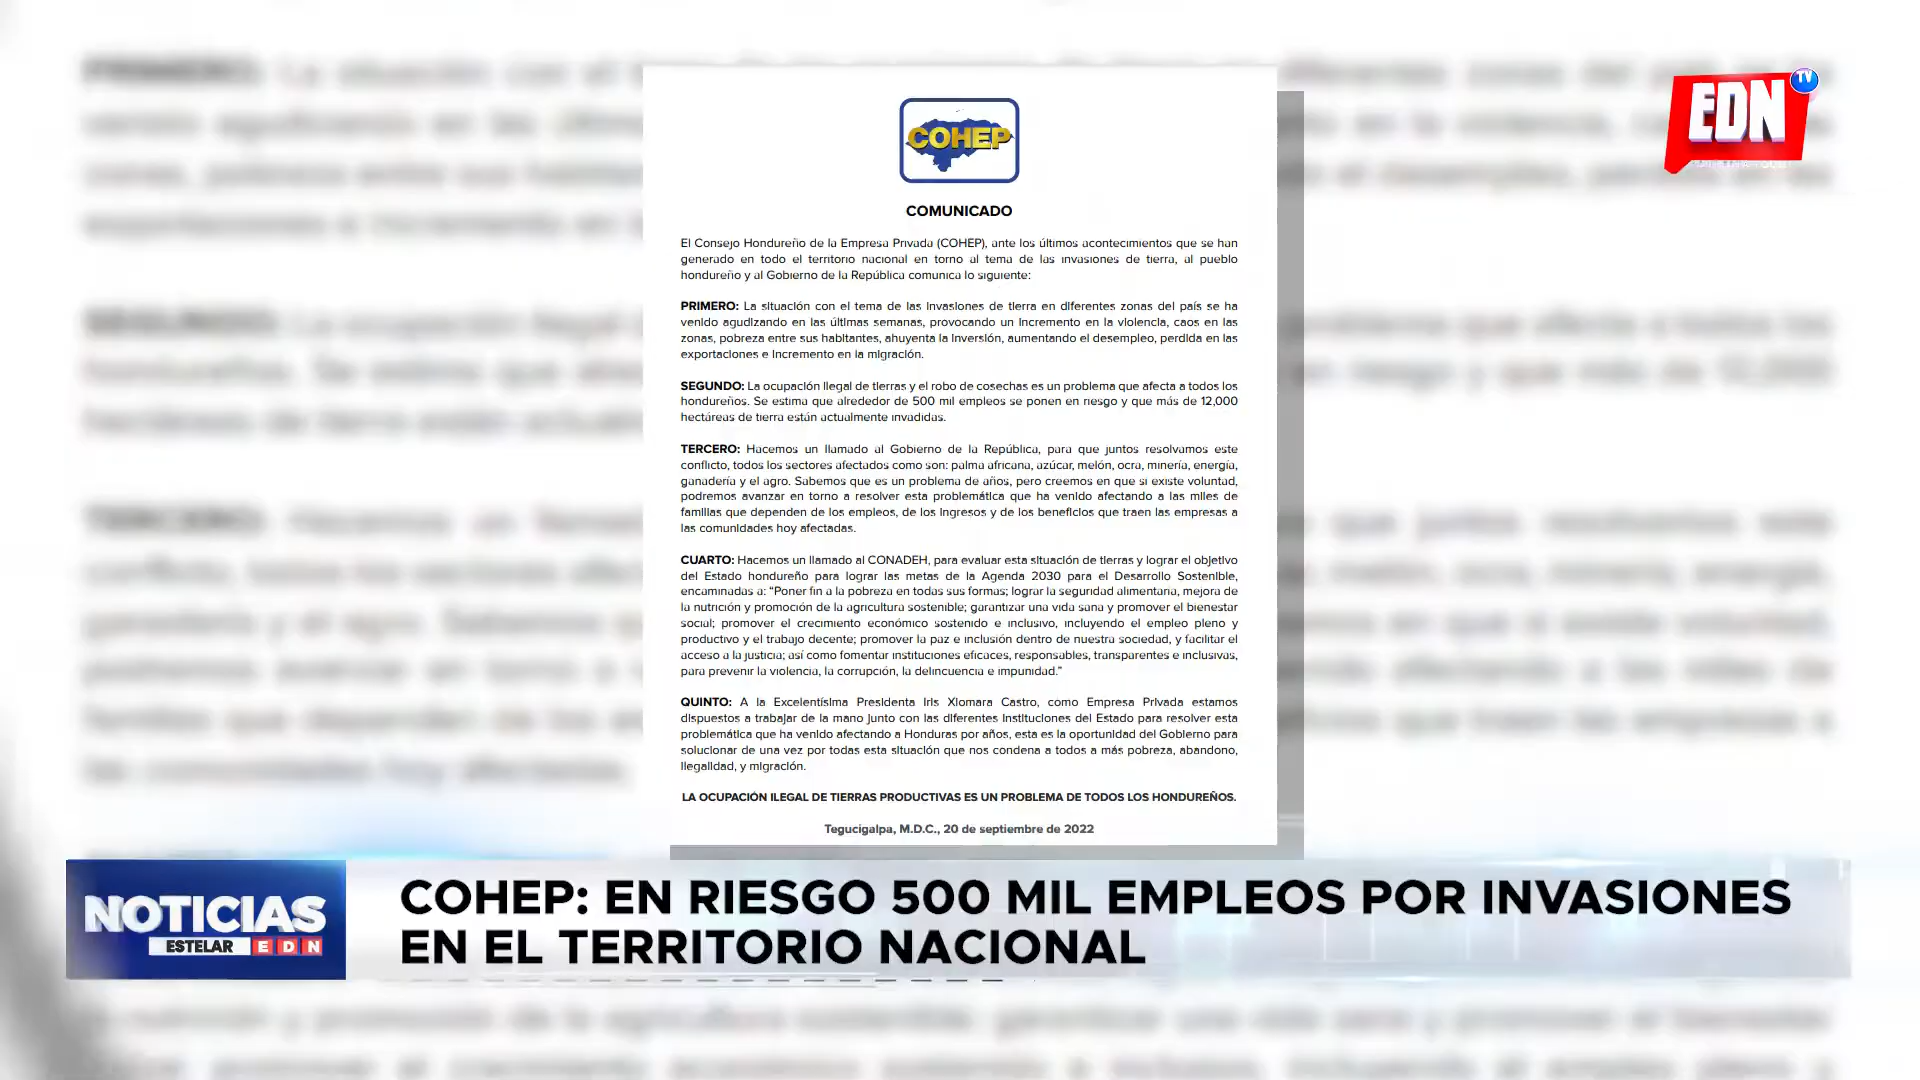 COHEP
EDN
TV
COMUNICADO
El Consejo Hondureño de la Empresa Privada (COHEP), ante los últimos acontecimientos que se han
generado en todo el territorio nacional en torno al tema de las invasiones de tierra, al pueblo
hondureño y al Gobierno de la República comunica lo siguiente:
PRIMERO: La situación con el tema de las invasiones de tierra en diferentes zonas del país se ha
venido agudizando en las últimas semanas, provocando un incremento en la violencia, caos en las
zonas, pobreza entre sus habitantes, ahuyenta la inversión, aumentando el desempleo, perdida en las
exportaciones e incremento en la migración.
SEGUNDO: La ocupación ilegal de tierras y el robo de cosechas es un problema que afecta a todos los
hondureños. Se estima que alrededor de 500 mil empleos se ponen en riesgo y que más de 12,000
hectáreas de tierra están actualmente invadidas.
TERCERO: Hacemos un llamado al Gobierno de la República, para que juntos resolvamos este
conflicto, todos los sectores afectados como son: palma africana, azúcar, melón, ocra, minería, energía,
ganadería y el agro. Sabemos que es un problema de años, pero creemos en que si existe voluntad,
podremos avanzar en torno a resolver esta problemática que ha venido afectando a las miles de
familias que dependen de los empleos, de los ingresos y de los beneficios que traen las empresas a
las comunidades hoy afectadas.
CUARTO: Hacemos un llamado al CONADEH, para evaluar esta situación de tierras y lograr el objetivo
del Estado hondureño para lograr las metas de la Agenda 2030 para el Desarrollo Sostenible,
encaminadas a: “Poner fin a la pobreza en todas sus formas; lograr la seguridad alimentaria, mejora de
la nutrición y promoción de la agricultura sostenible; garantizar una vida sana y promover el bienestar
social; promover el crecimiento económico sostenido e inclusivo, incluyendo el empleo pleno y
productivo y el trabajo decente; promover la paz e inclusión dentro de nuestra sociedad, y facilitar el
acceso a la justicia; así como fomentar instituciones eficaces, responsables, transparentes e inclusivas,
para prevenir la violencia, la corrupción, la delincuencia e impunidad.”
QUINTO: A la Excelentísima Presidenta Iris Xiomara Castro, como Empresa Privada estamos
dispuestos a trabajar de la mano junto con las diferentes Instituciones del Estado para resolver esta
problemática que ha venido afectando a Honduras por años, esta es la oportunidad del Gobierno para
solucionar de una vez por todas esta situación que nos condena a todos a más pobreza, abandono,
ilegalidad, y migración.
LA OCUPACIÓN ILEGAL DE TIERRAS PRODUCTIVAS ES UN PROBLEMA DE TODOS LOS HONDUREÑOS.
Tegucigalpa, M.D.C., 20 de septiembre de 2022
NOTICIAS
ESTELAR EDN
COHEP: EN RIESGO 500 MIL EMPLEOS POR INVASIONES
EN EL TERRITORIO NACIONAL